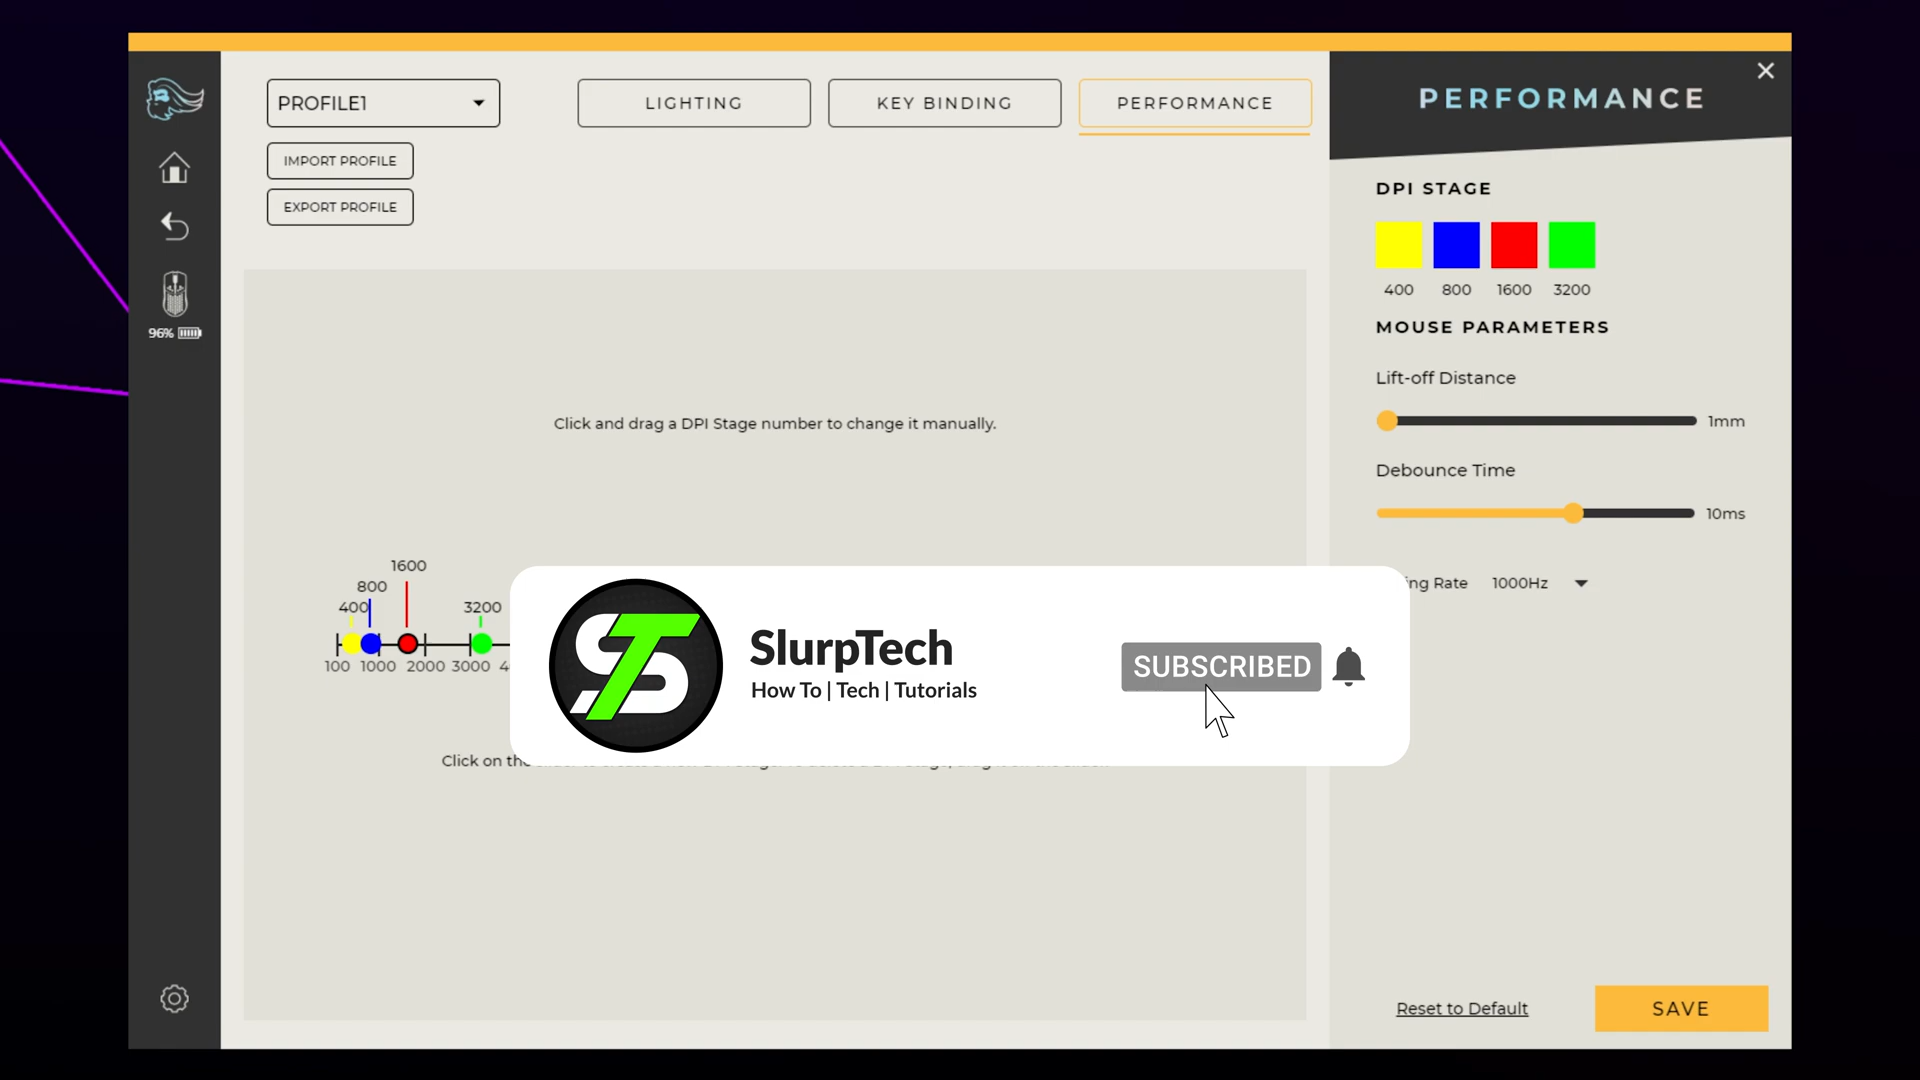 PROFILE1
LIGHTING
KEY BINDING
PERFORMANCE
IMPORT PROFILE
EXPORT PROFILE
96%
Click and drag a DPI Stage number to change it manually.
1600
800
400
3200
100 1000 2000 3000
Click on the
PERFORMANCE
DPI STAGE
400 800 1600 3200
MOUSE PARAMETERS
Lift-off Distance
1mm
Debounce Time
10ms
Rate 1000Hz
SlurpTech
How To | Tech | Tutorials
SUBSCRIBED
Reset to Default
SAVE